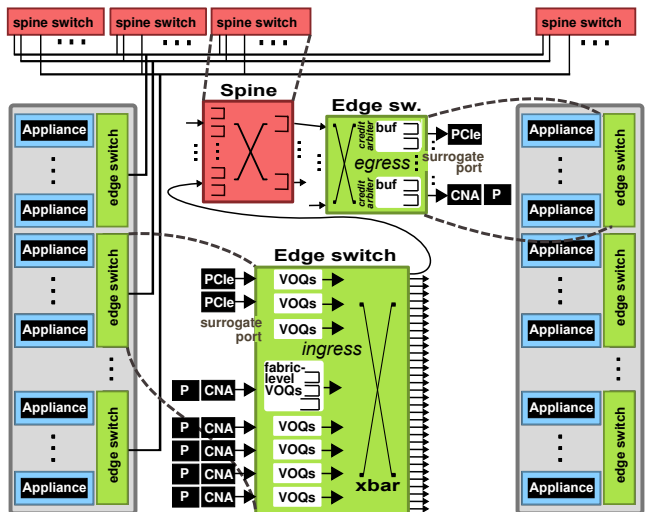 spine switch
spine switch
spine switch
spine switch
Spine
Edge sw.
Appliance
Appliance
edge switch
Appliance
Appliance
edge switch
Appliance
Appliance
edge switch
credit
arbiter
buf
egress
credit
arbiter
buf
PCIe
surrogate
port
CNA
P
Appliance
Appliance
edge switch
Appliance
Appliance
edge switch
Appliance
Appliance
edge switch
Edge switch
PCIe
VOQs
PCIe
VOQs
surrogate
port
VOQs
ingress
fabric-
level
VOQs
P CNA
P CNA
VOQs
P CNA
VOQs
P CNA
VOQs
P CNA
VOQs
xbar